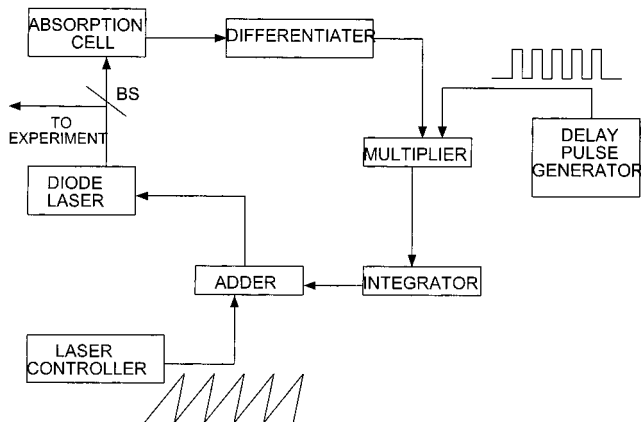 ABSORPTION
CELL
DIFFERENTIATER
BS
TO
EXPERIMENT
MULTIPLIER
DELAY
PULSE
GENERATOR
DIODE
LASER
ADDER
INTEGRATOR
LASER
CONTROLLER